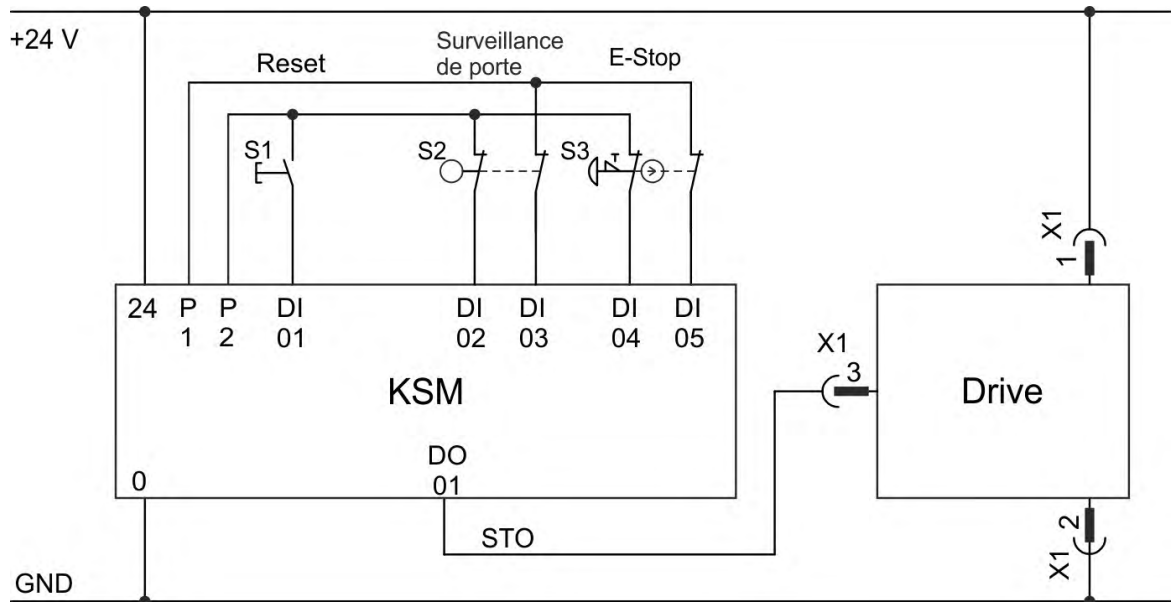 +24 V
Reset
Surveillance
de porte
E-Stop
S1
S2
S3
X1
1
24 P P DI DI DI DI DI
1 2 01 02 03 04 05
X1
3
KSM
Drive
DO
0 01
STO
2
X1
GND